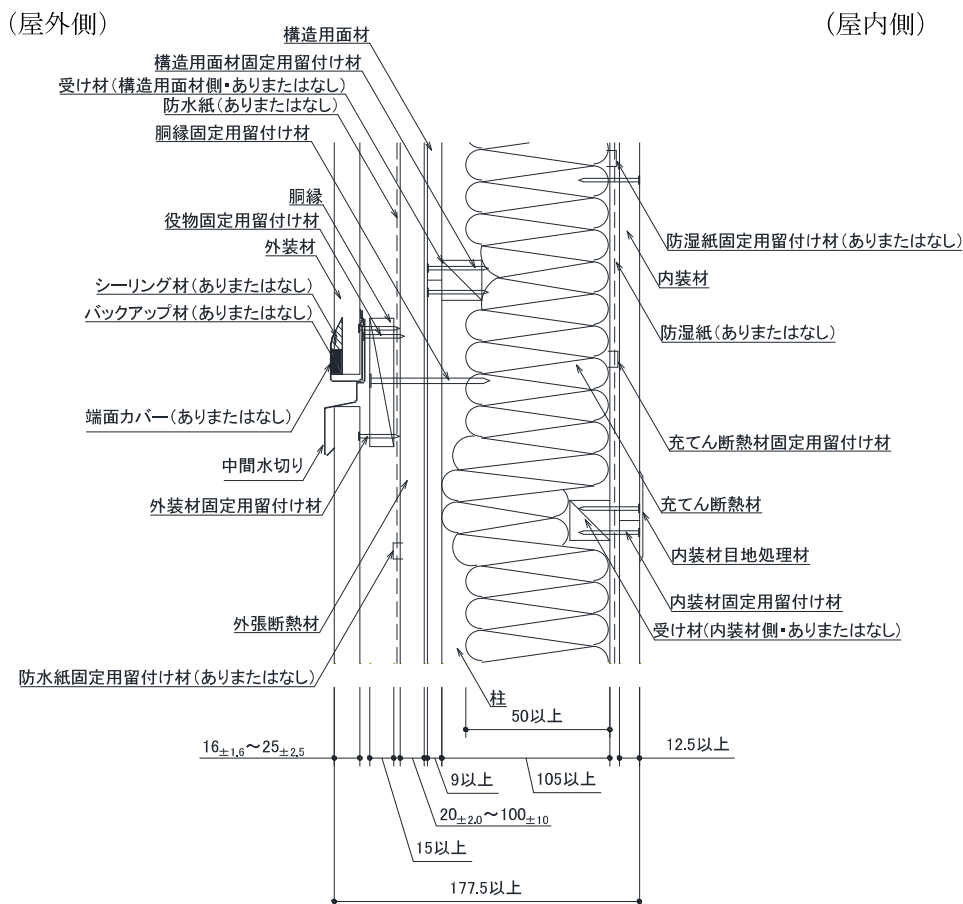 （屋外側）
（屋内側）
構造用面材
構造用面材固定用留付け材
受け材（構造用面材側・ありまたはなし）
防水紙（ありまたはなし）
胴縁固定用留付け材
胴縁
役物固定用留付け材
外装材
シーリング材（ありまたはなし）
バックアップ材（ありまたはなし）
端面カバー（ありまたはなし）
中間水切り
外装材固定用留付け材
外張断熱材
防水紙固定用留付け材（ありまたはなし）
防湿紙固定用留付け材（ありまたはなし）
内装材
防湿紙（ありまたはなし）
充てん断熱材固定用留付け材
充てん断熱材
内装材目地処理材
内装材固定用留付け材
受け材（内装材側・ありまたはなし）
柱
50以上
16±1.6～25±2.5
12.5以上
9以上
105以上
20±2.0～100±10
15以上
177.5以上